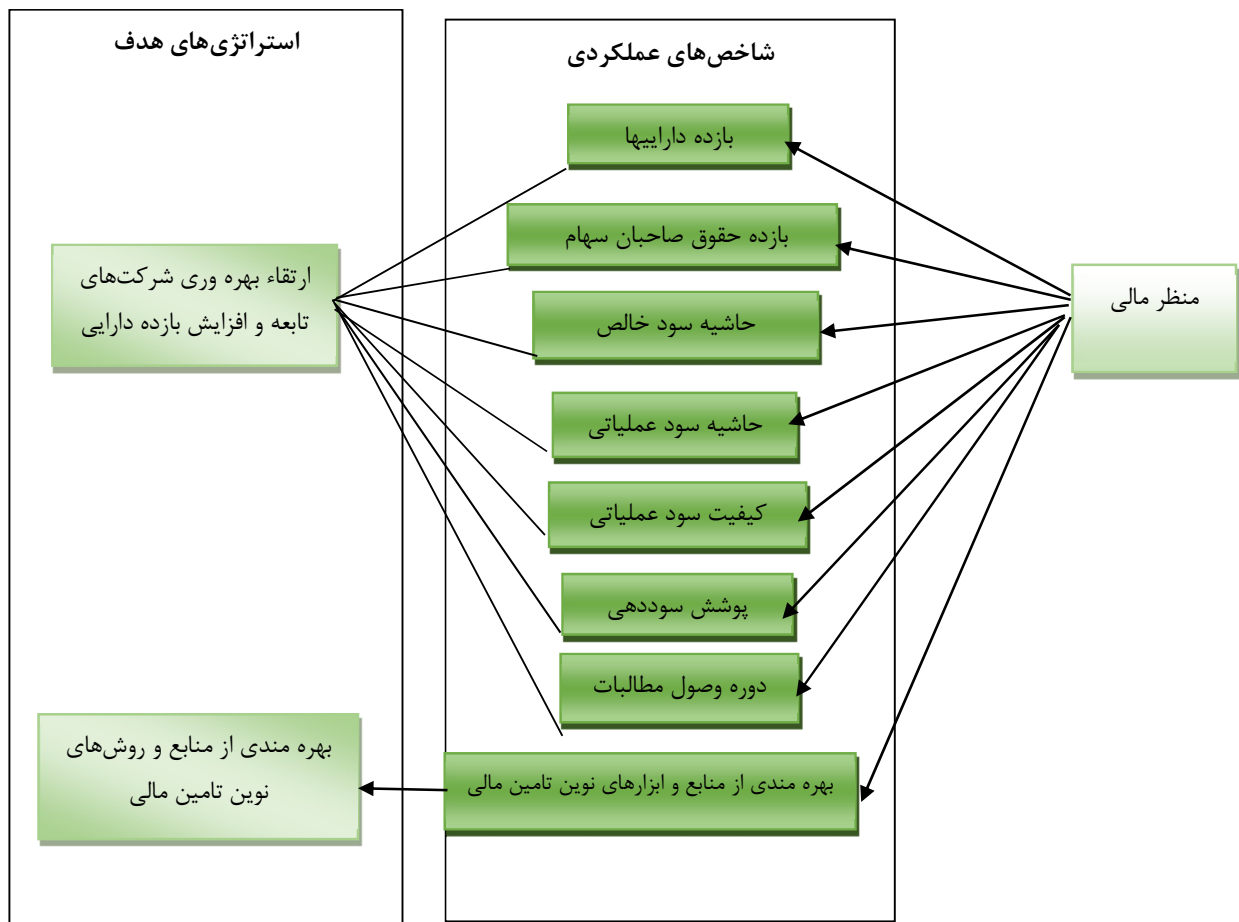 استراتژی‌های هدف
شاخص‌های عملکردی
بازده داراییها
بازده حقوق صاحبان سهام
حاشیه سود خالص
حاشیه سود عملیاتی
کیفیت سود عملیاتی
پوشش سوددهی
دوره وصول مطالبات
بهره مندی از منابع و ابزارهای نوین تامین مالی
منظر مالی
ارتقاء بهره وری شرکت‌های
تابعه و افزایش بازده دارایی
بهره مندی از منابع و روش‌های
نوین تامین مالی